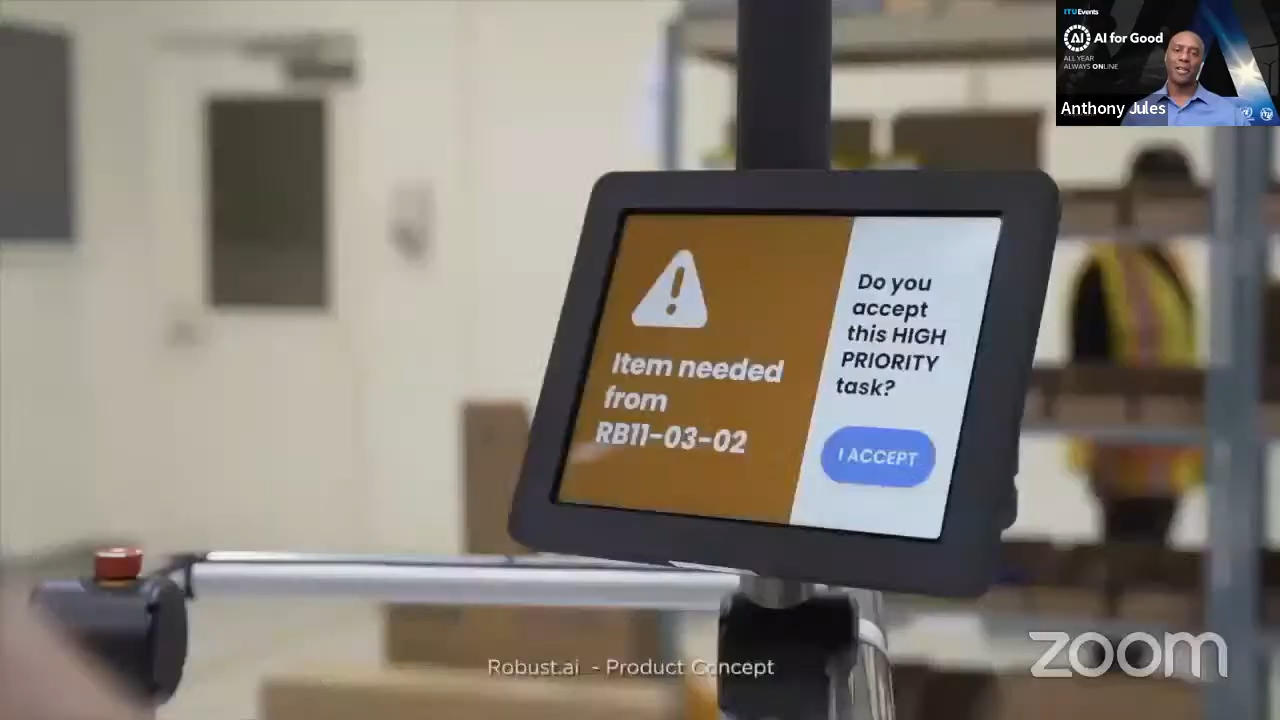 ITUEvents
AI
AI for Good
ALL YEAR
ALWAYS ONLINE
Anthony Jules
Item needed
from
RB11-03-02
Do you
accept
this HIGH
PRIORITY
task?
I ACCEPT
Robust.ai - Product Concept
zoom